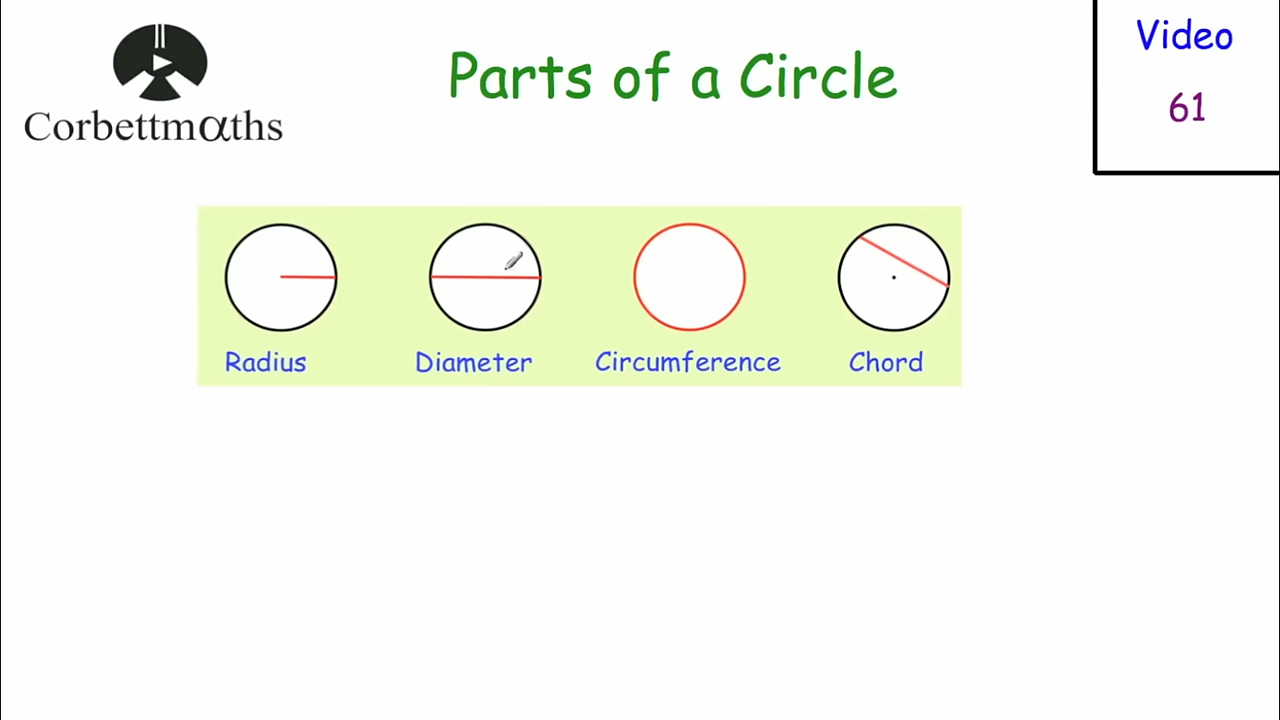 Corbettmαths
Parts of a Circle
Video
61
Radius
Diameter
Circumference
Chord